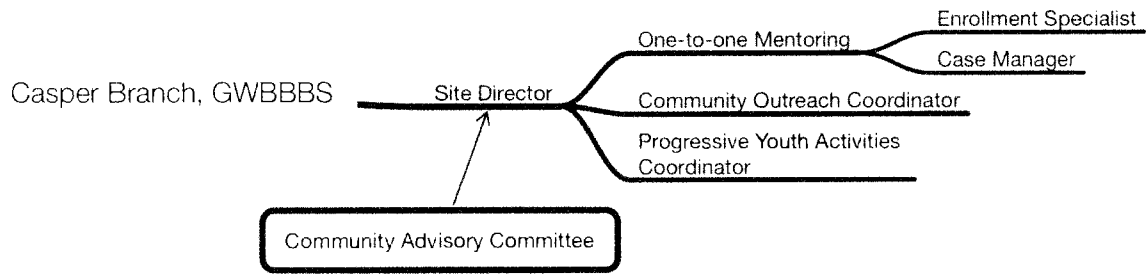 Casper Branch, GWBBBS
Site Director
One-to-one Mentoring
Enrollment Specialist
Case Manager
Community Outreach Coordinator
Progressive Youth Activities
Coordinator
Community Advisory Committee